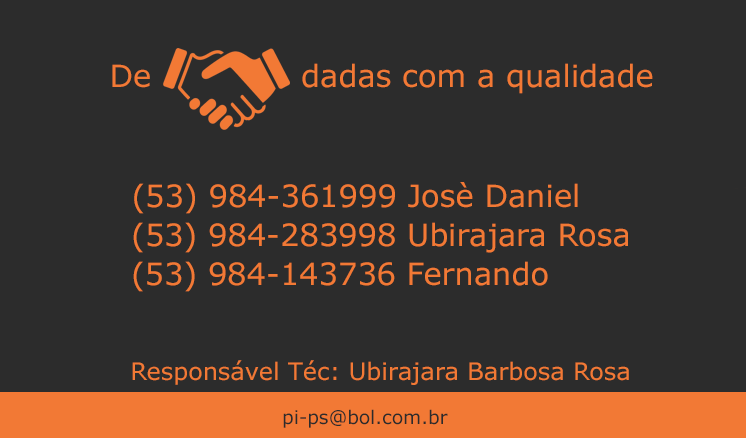 De dadas com a qualidade
(53) 984-361999 Josè Daniel
(53) 984-283998 Ubirajara Rosa
(53) 984-143736 Fernando
Responsável Téc: Ubirajara Barbosa Rosa
pi-ps@bol.com.br